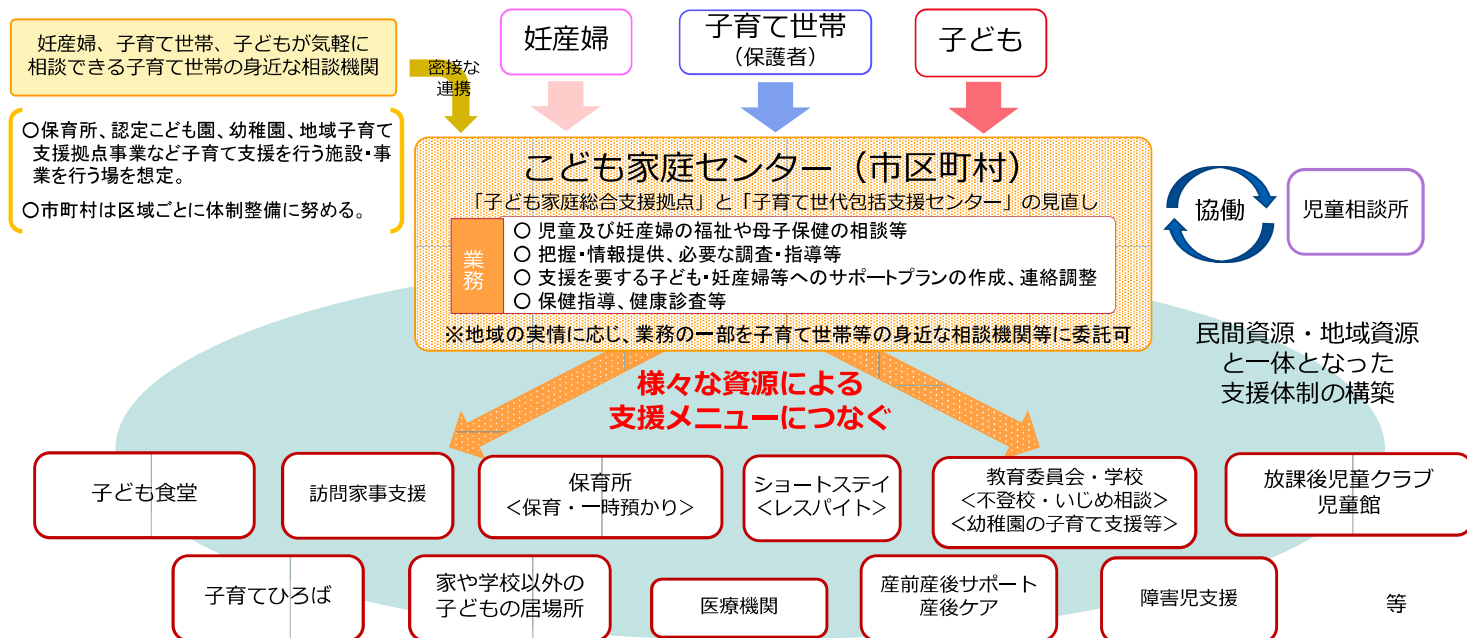 妊産婦、子育て世帯、子どもが気軽に
相談できる子育て世帯の身近な相談機関
密接な
連携
妊産婦
子育て世帯
（保護者）
子ども
○保育所、認定こども園、幼稚園、地域子育て
支援拠点事業など子育て支援を行う施設・事
業を行う場を想定。
○市町村は区域ごとに体制整備に努める。
こども家庭センター（市区町村）
「子ども家庭総合支援拠点」と「子育て世代包括支援センター」の見直し
業務
○ 児童及び妊産婦の福祉や母子保健の相談等
○ 把握・情報提供、必要な調査・指導等
○ 支援を要する子ども・妊産婦等へのサポートプランの作成、連絡調整
○ 保健指導、健康診査等
※地域の実情に応じ、業務の一部を子育て世帯等の身近な相談機関等に委託可
協働
児童相談所
民間資源・地域資源
と一体となった
支援体制の構築
様々な資源による
支援メニューにつなぐ
子ども食堂
訪問家事支援
保育所
＜保育・一時預かり＞
ショートステイ
＜レスパイト＞
教育委員会・学校
＜不登校・いじめ相談＞
＜幼稚園の子育て支援等＞
放課後児童クラブ
児童館
子育てひろば
家や学校以外の
子どもの居場所
医療機関
産前産後サポート
産後ケア
障害児支援
等